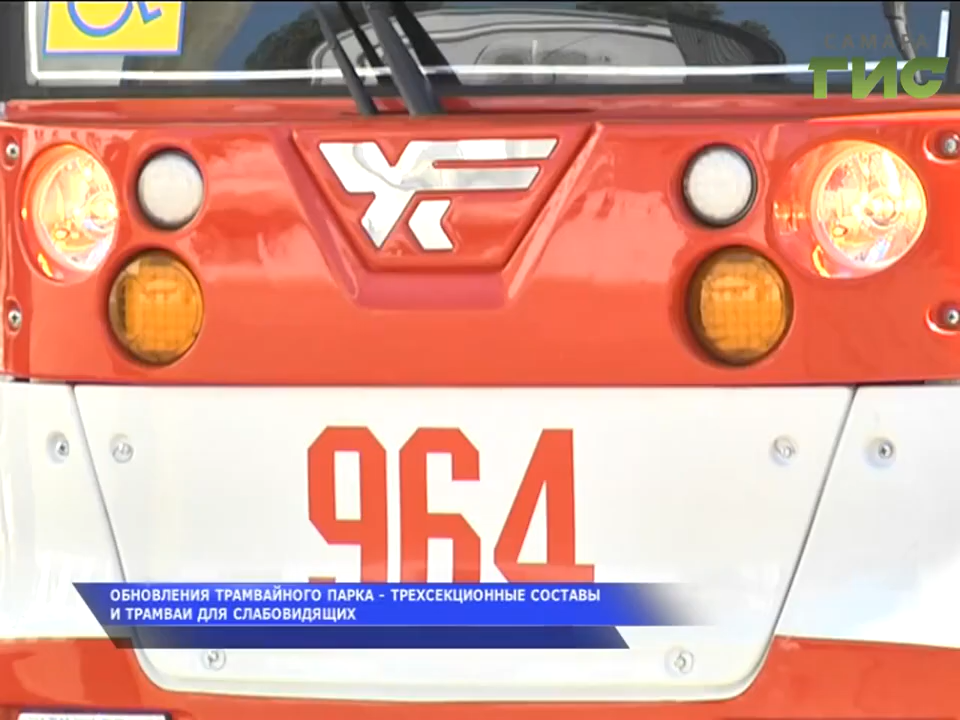 САМАРА
ТИС
964
ОБНОВЛЕНИЯ ТРАМВАЙНОГО ПАРКА - ТРЕХСЕКЦИОННЫЕ СОСТАВЫ
И ТРАМВАИ ДЛЯ СЛАБОВИДЯЩИХ